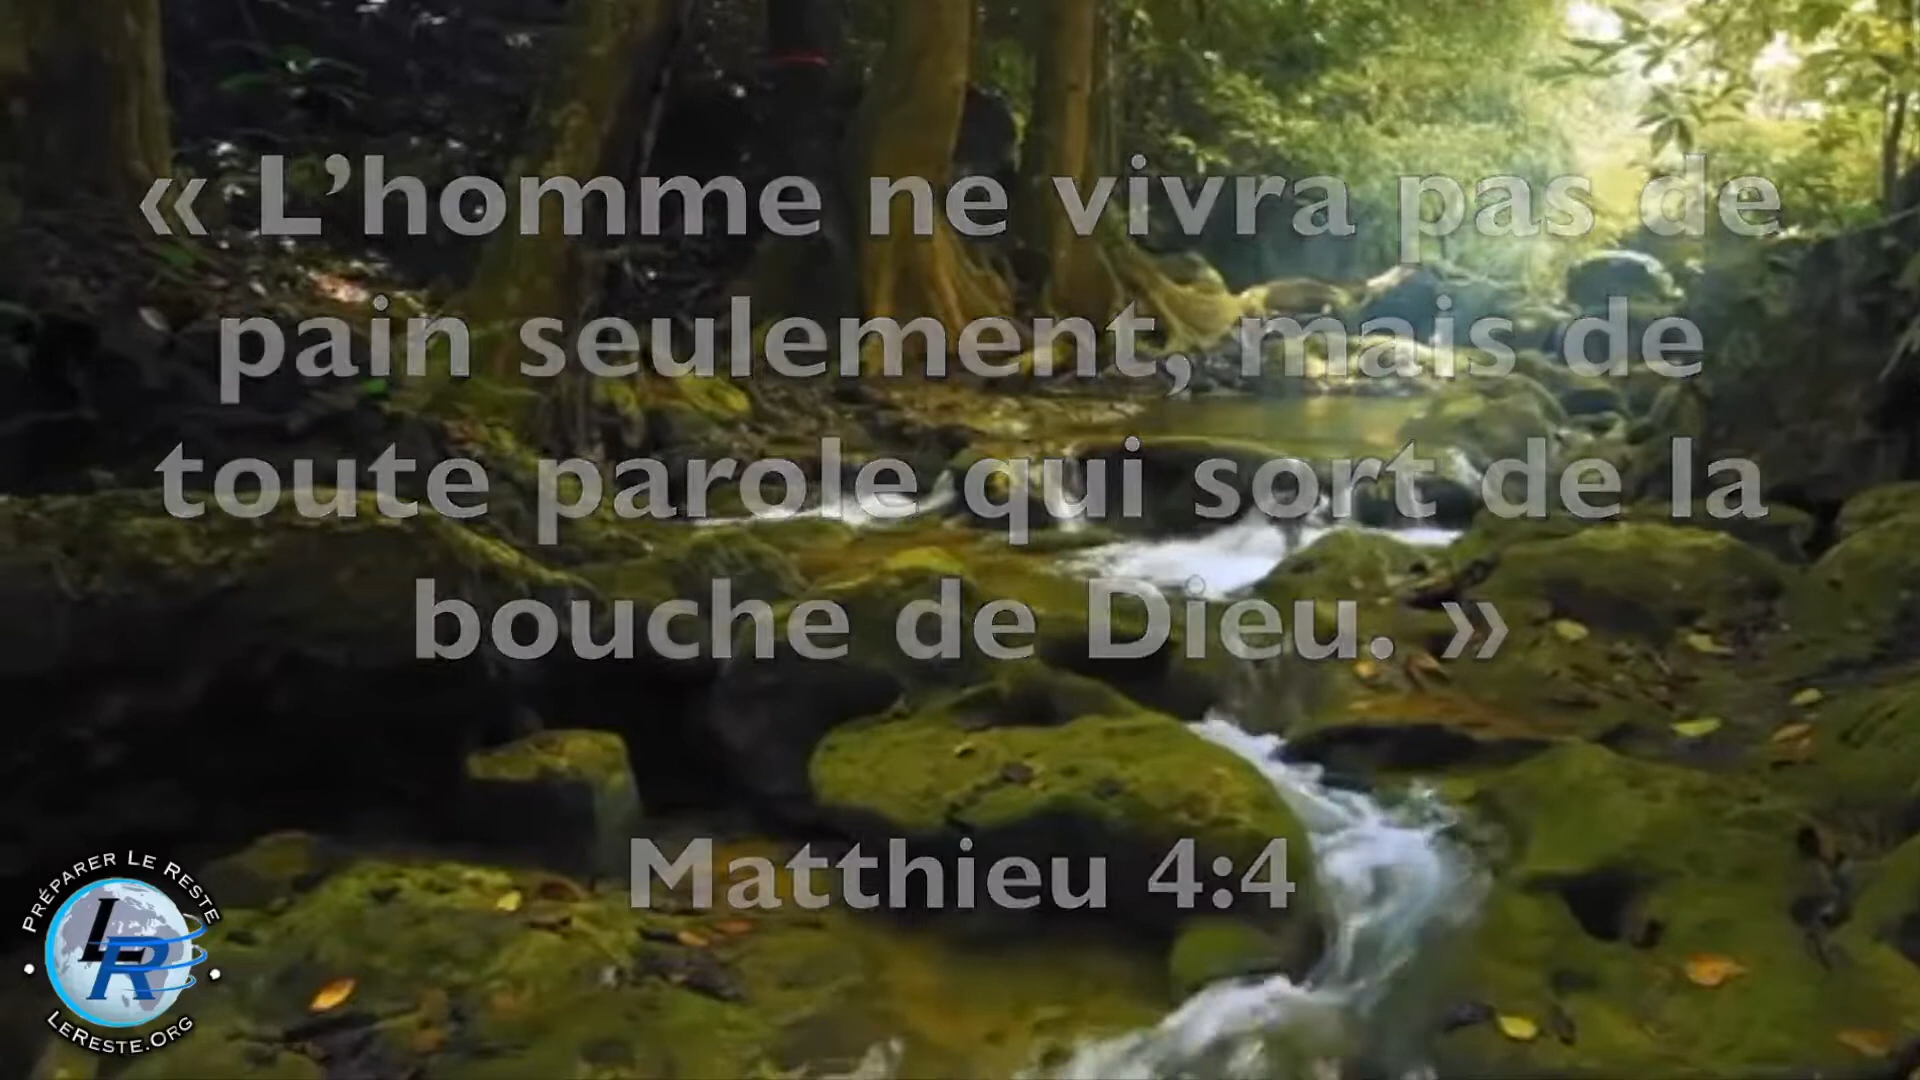 « L’homme ne vivra pas de
pain seulement, mais de
toute parole qui sort de la
bouche de Dieu. »
Matthieu 4:4
PRÉPARER LE RESTE
LR
LERESTE.ORG